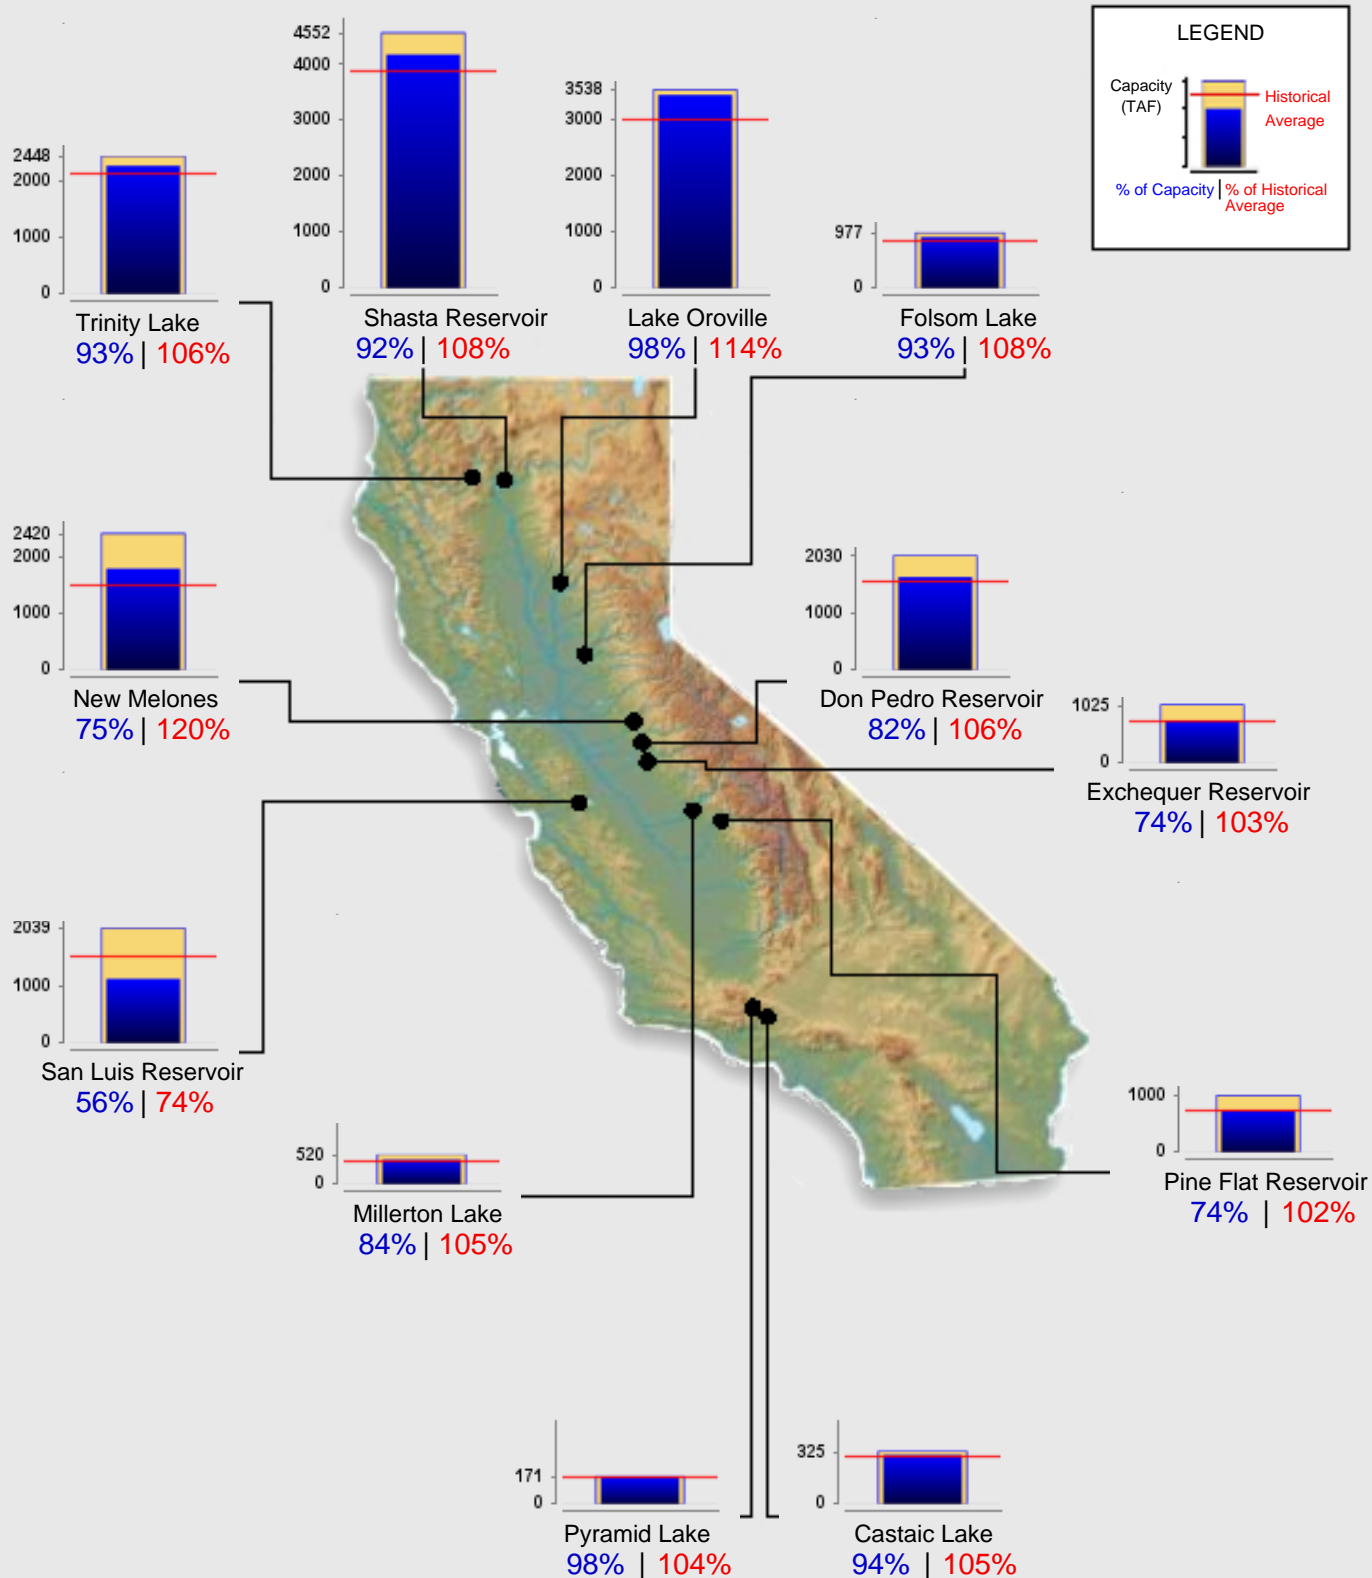 LEGEND
Capacity
(TAF)
Historical
Average
% of Capacity | % of Historical
Average
2448
2000
1000
0
Trinity Lake
93% | 106%
4552
4000
3000
2000
1000
0
Shasta Reservoir
92% | 108%
3538
3000
2000
1000
0
Lake Oroville
98% | 114%
977
0
Folsom Lake
93% | 108%
2420
2000
1000
0
New Melones
75% | 120%
2030
1000
0
Don Pedro Reservoir
82% | 106%
1025
0
Exchequer Reservoir
74% | 103%
2039
1000
0
San Luis Reservoir
56% | 74%
520
0
Millerton Lake
84% | 105%
1000
0
Pine Flat Reservoir
74% | 102%
171
0
Pyramid Lake
98% | 104%
325
0
Castaic Lake
94% | 105%